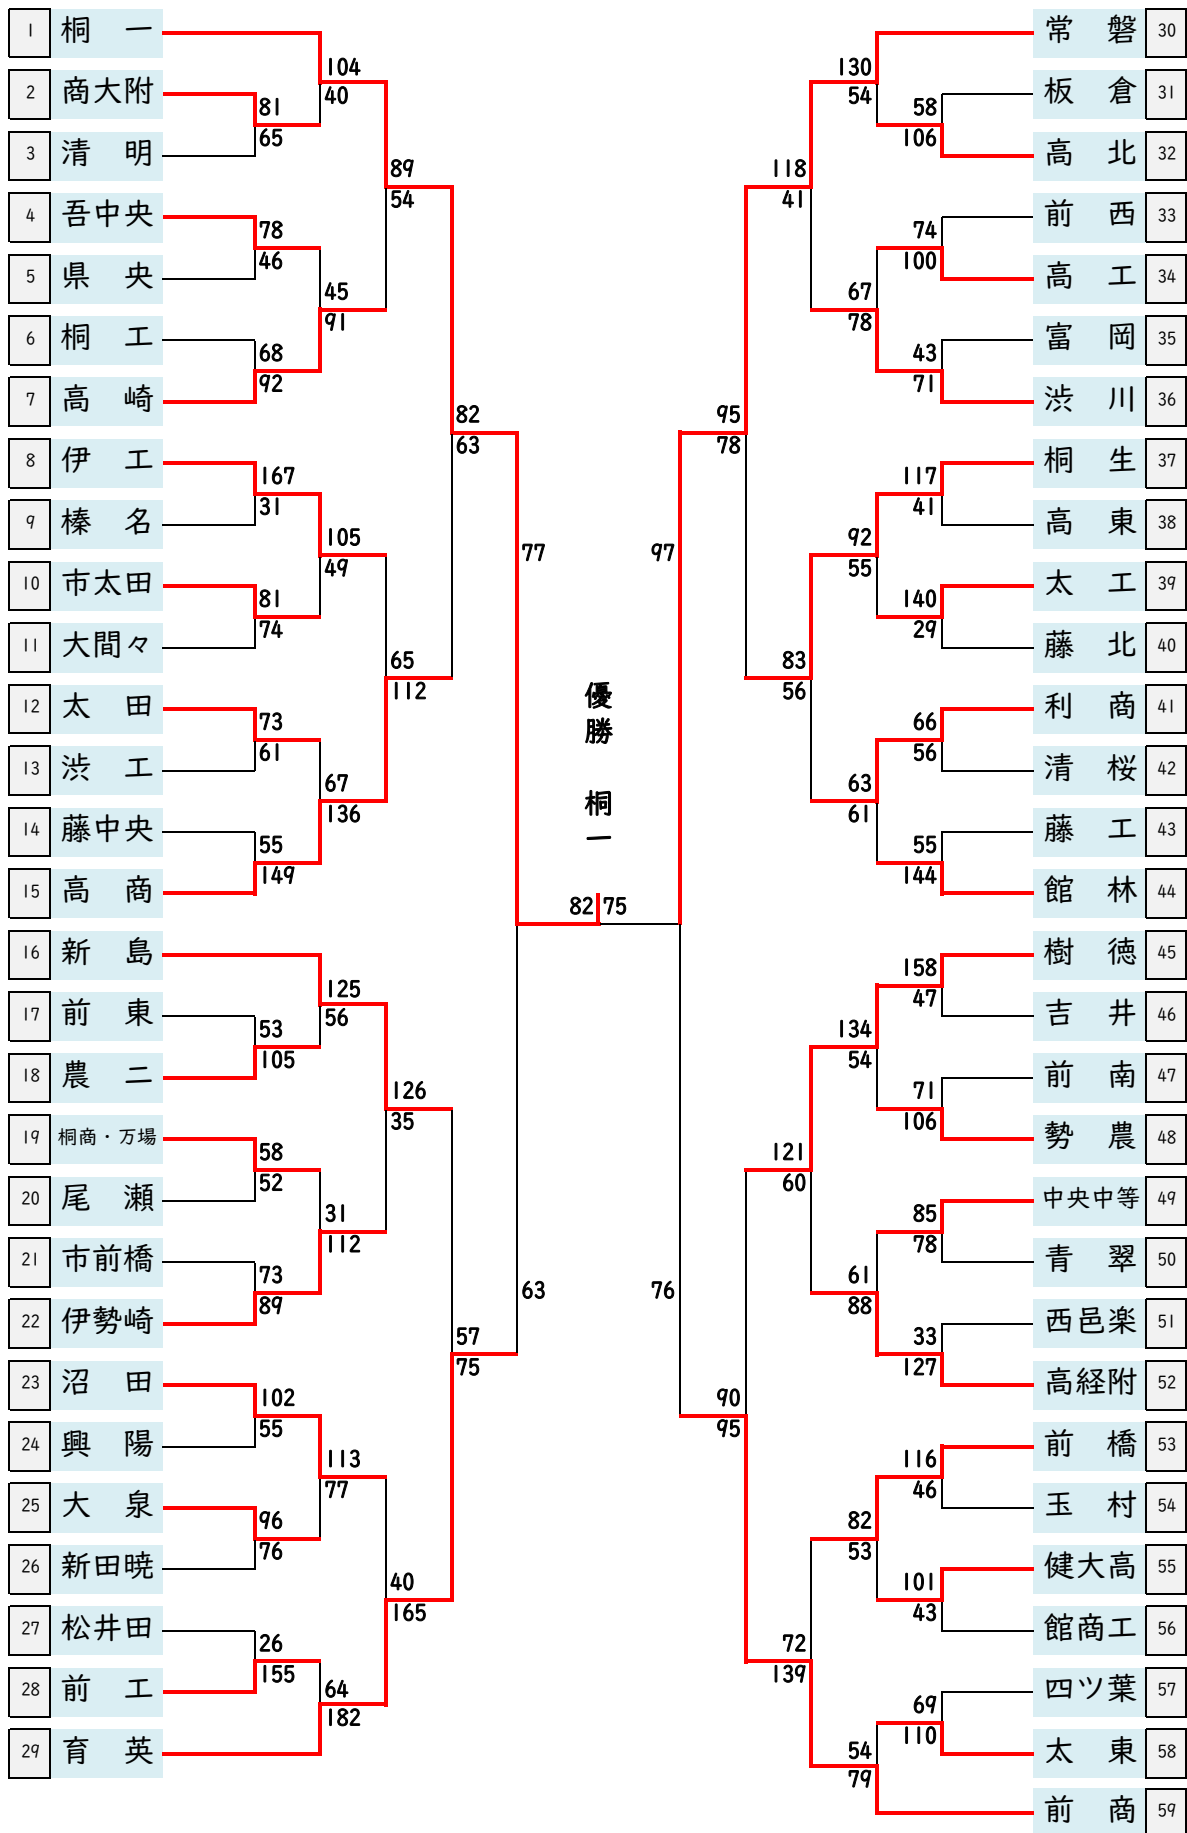 1 桐 一
2 商大附
3 清 明
4 吾中央
5 県 央
6 桐 工
7 高 崎
8 伊 工
9 榛 名
10 市太田
11 大間々
12 太 田
13 渋 工
14 藤中央
15 高 商
16 新 島
17 前 東
18 農 二
19 桐商・万場
20 尾 瀬
21 市前橋
22 伊勢崎
23 沼 田
24 興 陽
25 大 泉
26 新田暁
27 松井田
28 前 工
29 育 英
81
65
78
46
68
92
167
31
81
74
73
61
55
149
53
105
58
52
73
89
102
55
96
76
26
155
104
40
45
91
105
49
67
136
125
56
31
112
113
77
64
182
89
54
65
112
126
35
40
165
82
63
57
75
77
63
優勝 桐一
82 75
97
76
95
78
90
95
118
41
83
56
121
60
72
139
130
54
67
78
92
55
63
61
134
54
61
88
82
53
54
79
58
106
74
100
43
71
117
41
140
29
66
56
55
144
158
47
71
106
85
78
33
127
116
46
101
43
69
110
常 磐 30
板 倉 31
高 北 32
前 西 33
高 工 34
富 岡 35
渋 川 36
桐 生 37
高 東 38
太 工 39
藤 北 40
利 商 41
清 桜 42
藤 工 43
館 林 44
樹 徳 45
吉 井 46
前 南 47
勢 農 48
中央中等 49
青 翠 50
西邑楽 51
高経附 52
前 橋 53
玉 村 54
健大高 55
館商工 56
四ツ葉 57
太 東 58
前 商 59